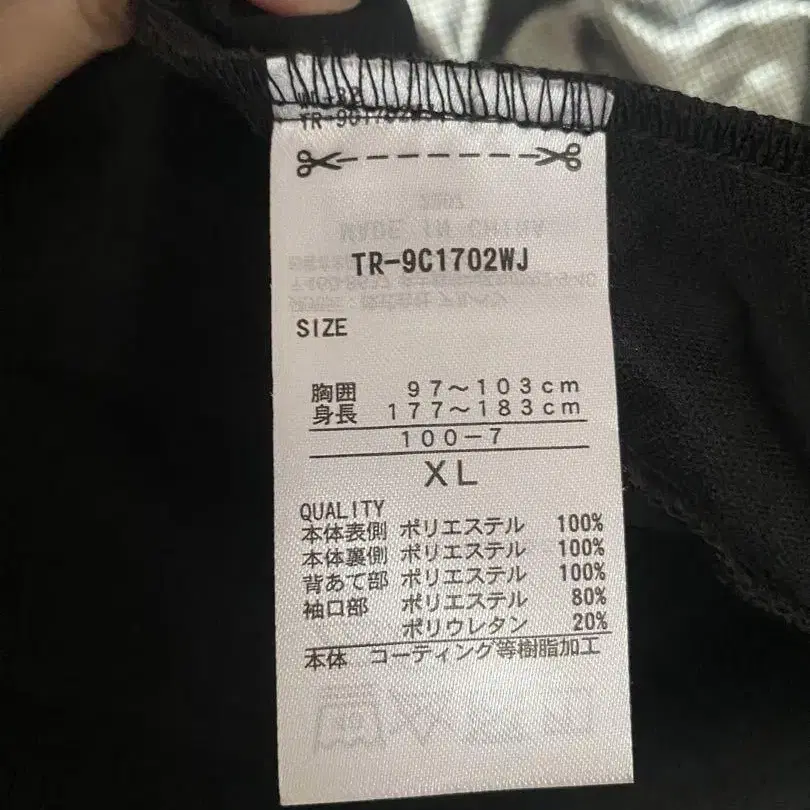 TR-9C1702WJ
SIZE
胸囲 97～103cm
身長 177～183cm
100-7
XL
QUALITY
本体表側 ポリエステル 100%
本体裏側 ポリエステル 100%
背あて部 ポリエステル 100%
袖口部 ポリエステル 80%
ポリウレタン 20%
本体 コーティング等樹脂加工